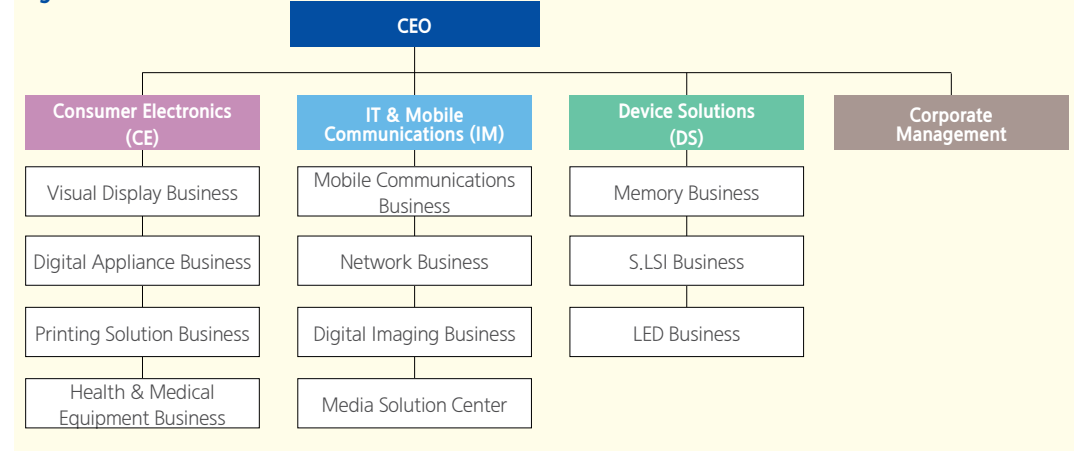 CEO
Consumer Electronics
(CE)
IT & Mobile
Communications (IM)
Device Solutions
(DS)
Corporate
Management
Visual Display Business
Mobile Communications
Business
Memory Business
Digital Appliance Business
Network Business
S.LSI Business
Printing Solution Business
Digital Imaging Business
LED Business
Health & Medical
Equipment Business
Media Solution Center